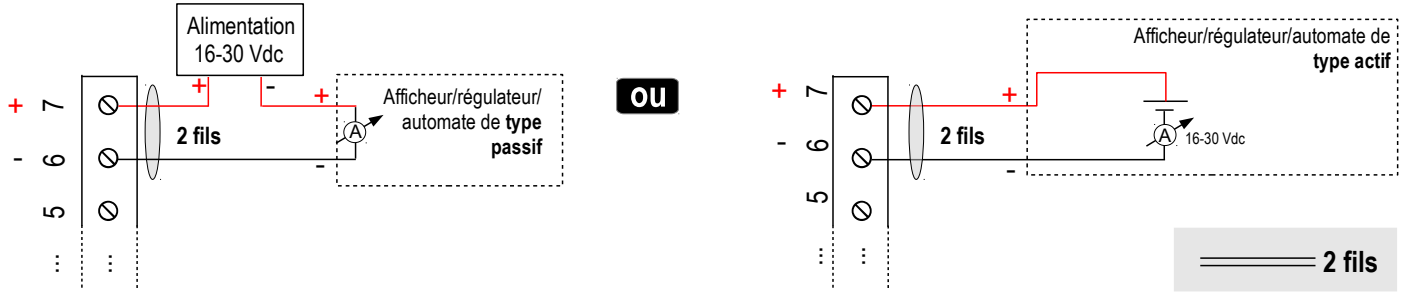 Alimentation
16-30 Vdc
+ -
+ 7
- 6
5
...
...
2 fils
+
-
Afficheur/régulateur/
automate de type
passif
A
ou
Afficheur/régulateur/automate de
type actif
+ 7
- 6
5
...
...
2 fils
+
-
A 16-30 Vdc
2 fils